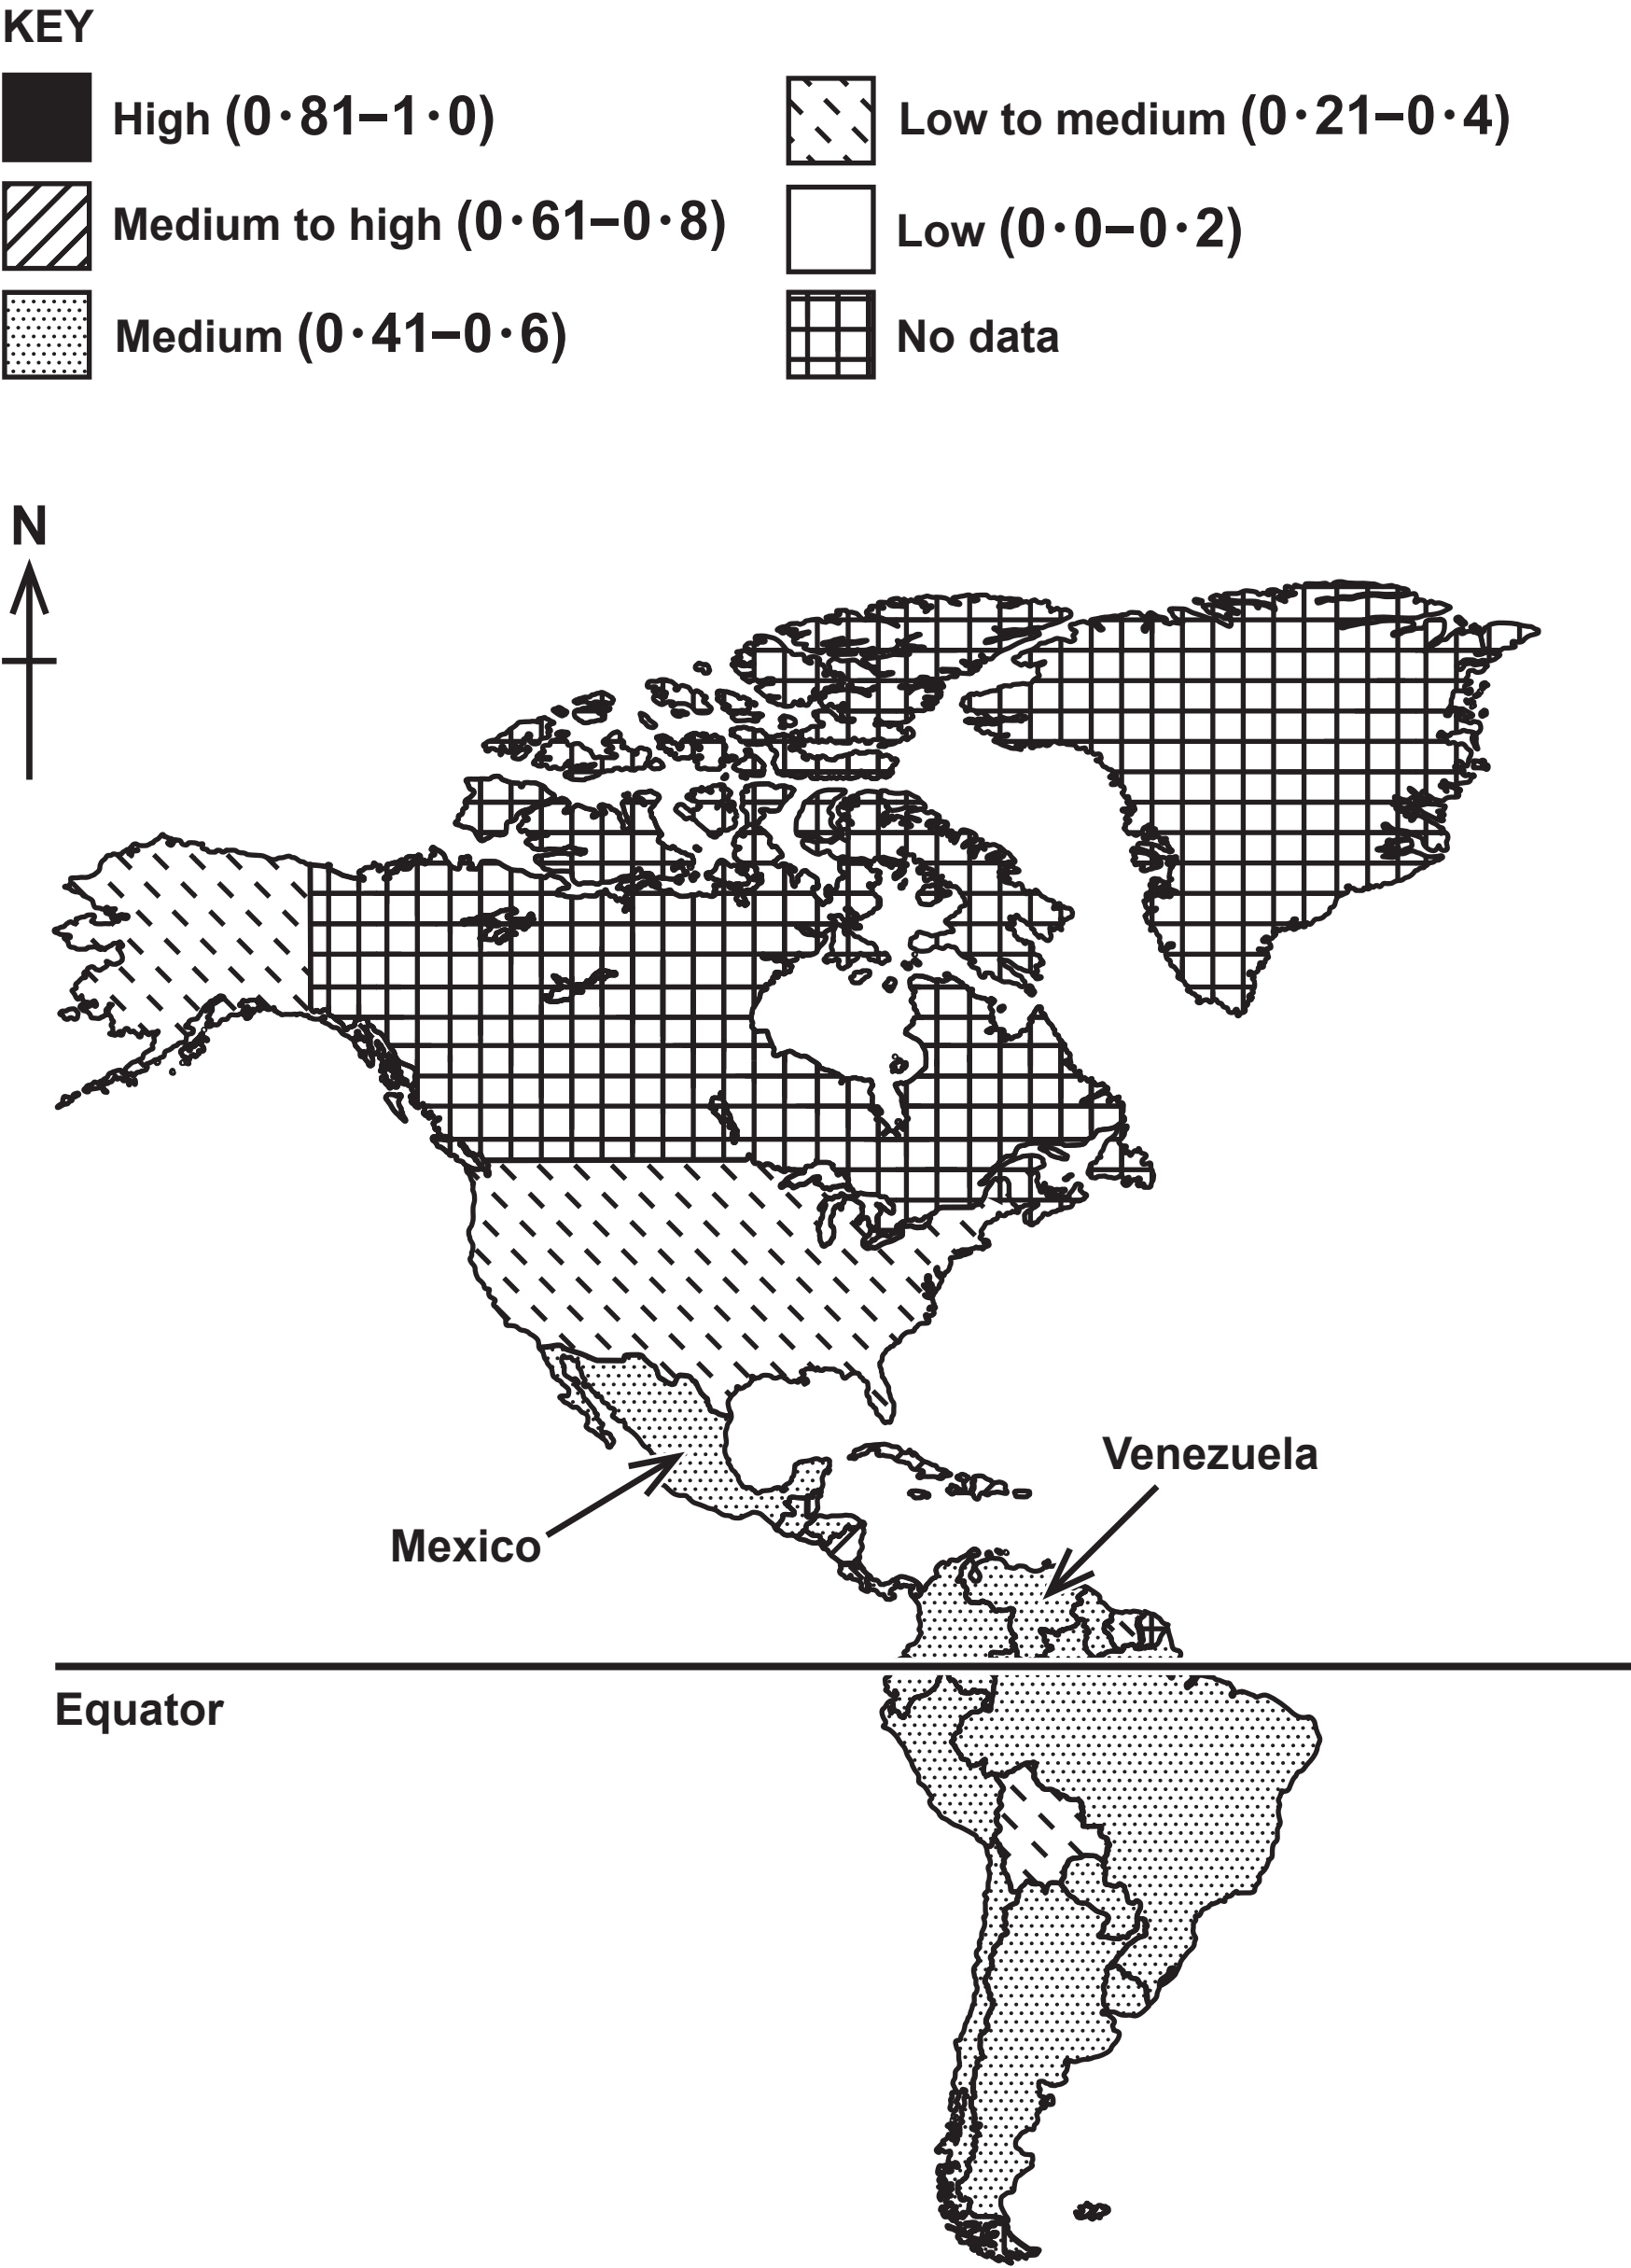 KEY
High (0·81–1·0)
Medium to high (0·61–0·8)
Medium (0·41–0·6)
Low to medium (0·21–0·4)
Low (0·0–0·2)
No data
N
Venezuela
Mexico
Equator